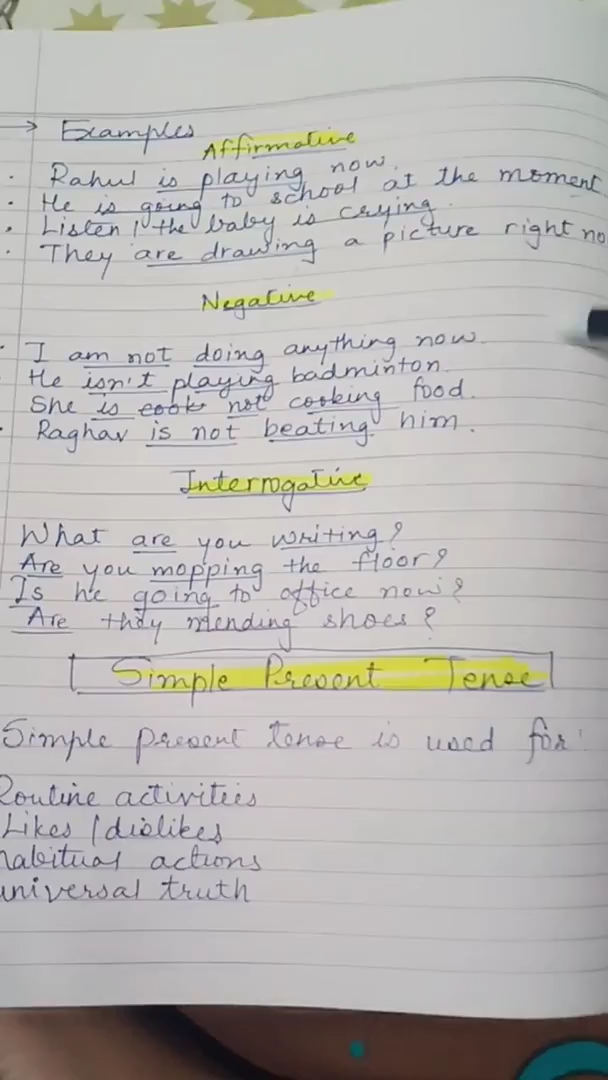 → Examples
Affirmative
. Rahul is playing now.
. He is going to school at the moment
. Listen! the baby is crying.
. They are drawing a picture right no
Negative
. I am not doing anything now.
He isn't playing badminton.
She is cook not cooking food.
. Raghav is not beating him.
Interrogative
What are you writing?
Are you mopping the floor?
Is he going to office now?
Are they mending shoes?
Simple Present Tense
Simple present tense is used for:
Routine activities
Likes / dislikes
habitual actions
universal truth